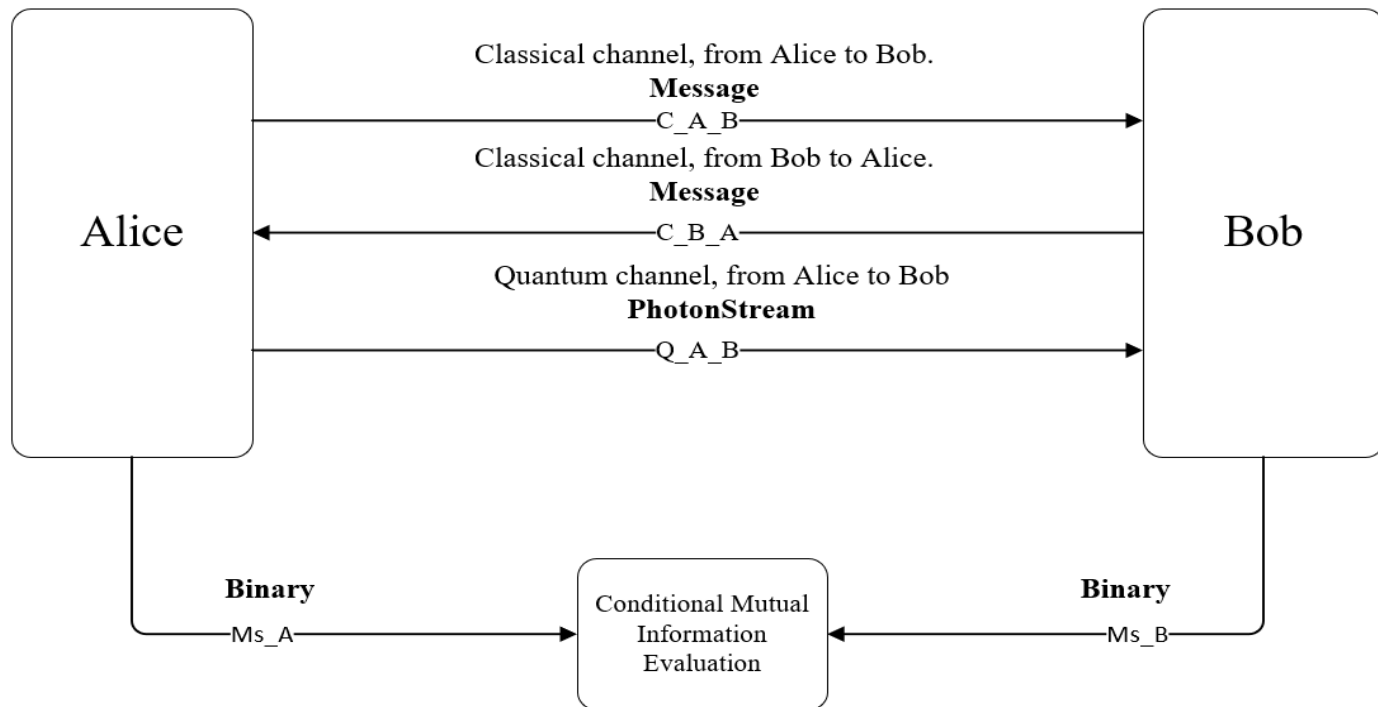 Classical channel, from Alice to Bob.
Message
C_A_B
Classical channel, from Bob to Alice.
Message
Alice
Bob
C_B_A
Quantum channel, from Alice to Bob
PhotonStream
Q_A_B
Binary
Binary
Conditional Mutual
Information
Evaluation
Ms_A
Ms_B